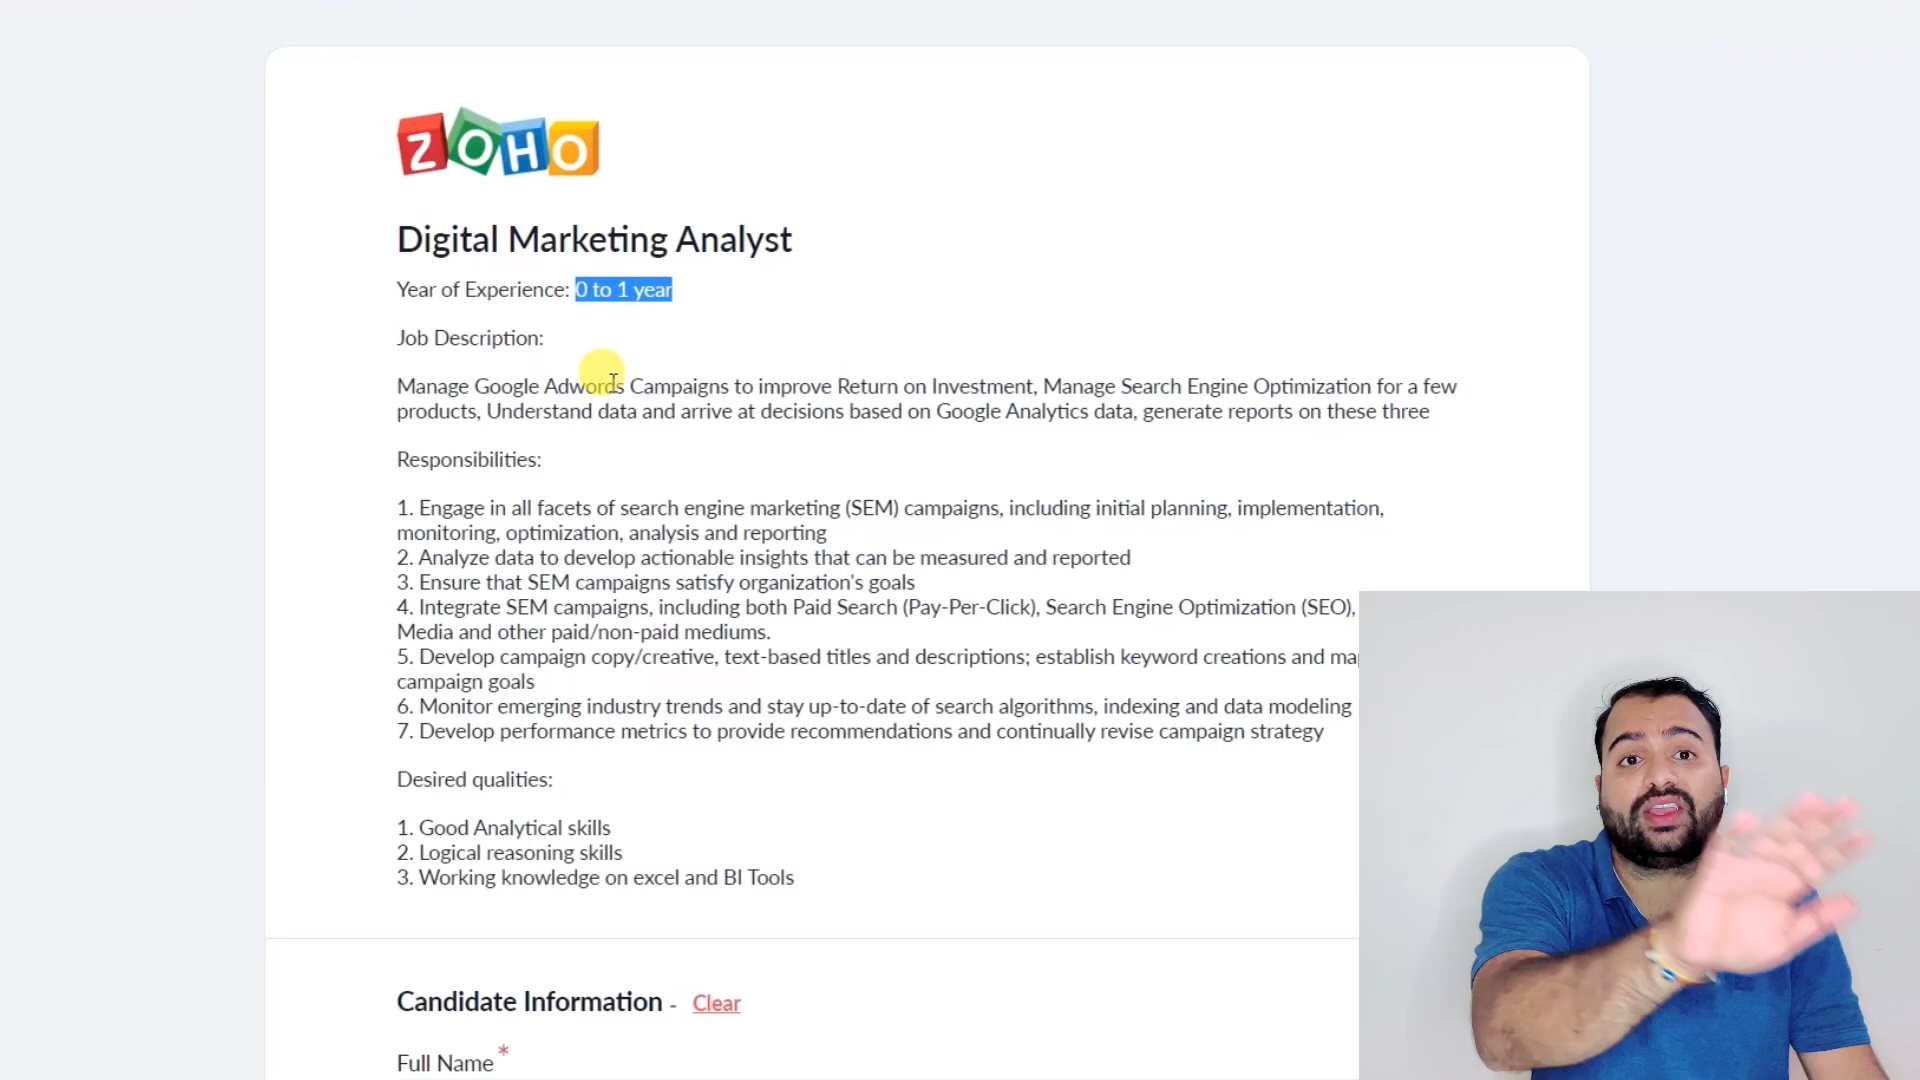 ZOHO
Digital Marketing Analyst
Year of Experience: 0 to 1 year
Job Description:
Manage Google Adwords Campaigns to improve Return on Investment, Manage Search Engine Optimization for a few
products, Understand data and arrive at decisions based on Google Analytics data, generate reports on these three
Responsibilities:
1. Engage in all facets of search engine marketing (SEM) campaigns, including initial planning, implementation,
monitoring, optimization, analysis and reporting
2. Analyze data to develop actionable insights that can be measured and reported
3. Ensure that SEM campaigns satisfy organization's goals
4. Integrate SEM campaigns, including both Paid Search (Pay-Per-Click), Search Engine Optimization (SEO),
Media and other paid/non-paid mediums.
5. Develop campaign copy/creative, text-based titles and descriptions; establish keyword creations and
campaign goals
6. Monitor emerging industry trends and stay up-to-date of search algorithms, indexing and data modeling
7. Develop performance metrics to provide recommendations and continually revise campaign strategy
Desired qualities:
1. Good Analytical skills
2. Logical reasoning skills
3. Working knowledge on excel and BI Tools
Candidate Information - Clear
Full Name *